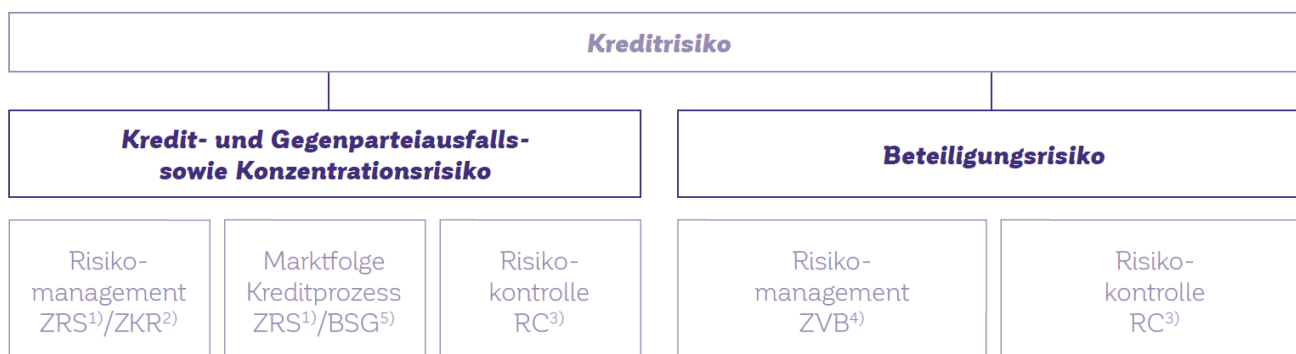 Kreditrisiko
Kredit- und Gegenparteiausfalls-
sowie Konzentrationsrisiko
Beteiligungsrisiko
Risiko-
management
ZRS¹⁾/ZKR²⁾
Marktfolge
Kreditprozess
ZRS¹⁾/BSG⁵⁾
Risiko-
kontrolle
RC³⁾
Risiko-
management
ZVB⁴⁾
Risiko-
kontrolle
RC³⁾